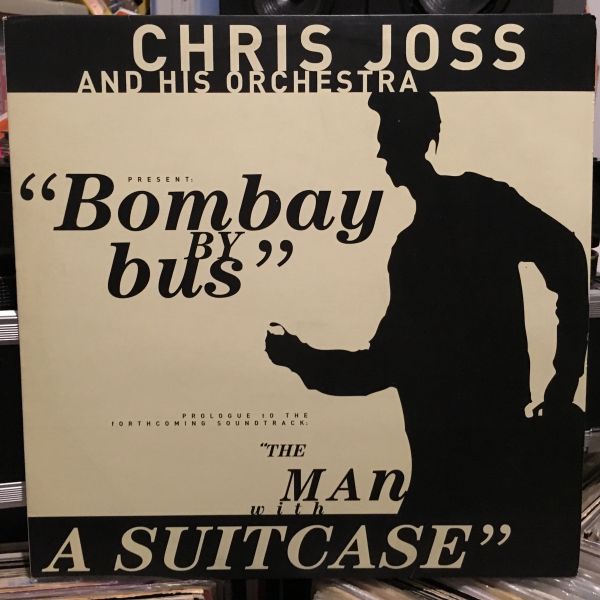 CHRIS JOSS
AND HIS ORCHESTRA
PRESENT:
“Bombay
BY
bus”
PROLOGUE TO THE
FORTHCOMING SOUNDTRACK:
“THE
MAn
with
A SUITCASE”